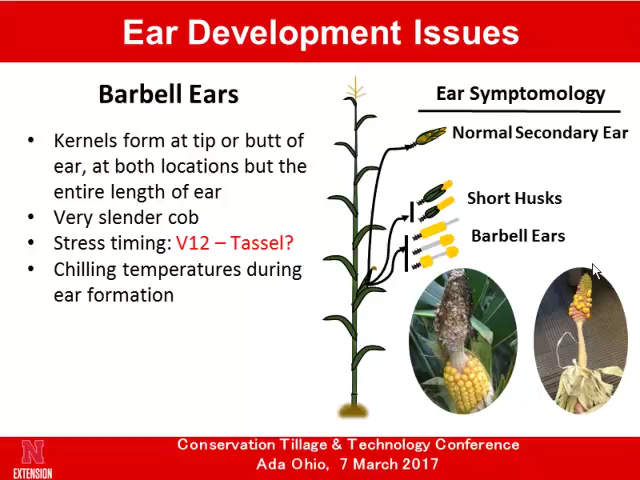 Ear Development Issues
Barbell Ears
• Kernels form at tip or butt of
ear, at both locations but the
entire length of ear
• Very slender cob
• Stress timing: V12 – Tassel?
• Chilling temperatures during
ear formation
Ear Symptomology
Normal Secondary Ear
Short Husks
Barbell Ears
N
EXTENSION
Conservation Tillage & Technology Conference
Ada Ohio, 7 March 2017